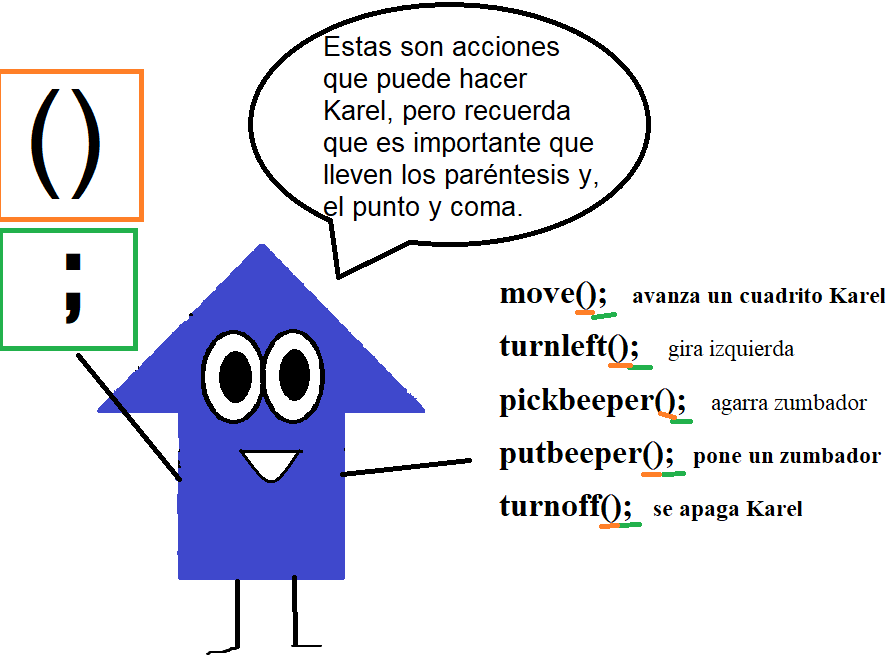 Estas son acciones
que puede hacer
Karel, pero recuerda
que es importante que
lleven los paréntesis y,
el punto y coma.
()
;
move(); avanza un cuadrito Karel
turnleft(); gira izquierda
pickbeeper(); agarra zumbador
putbeeper(); pone un zumbador
turnoff(); se apaga Karel